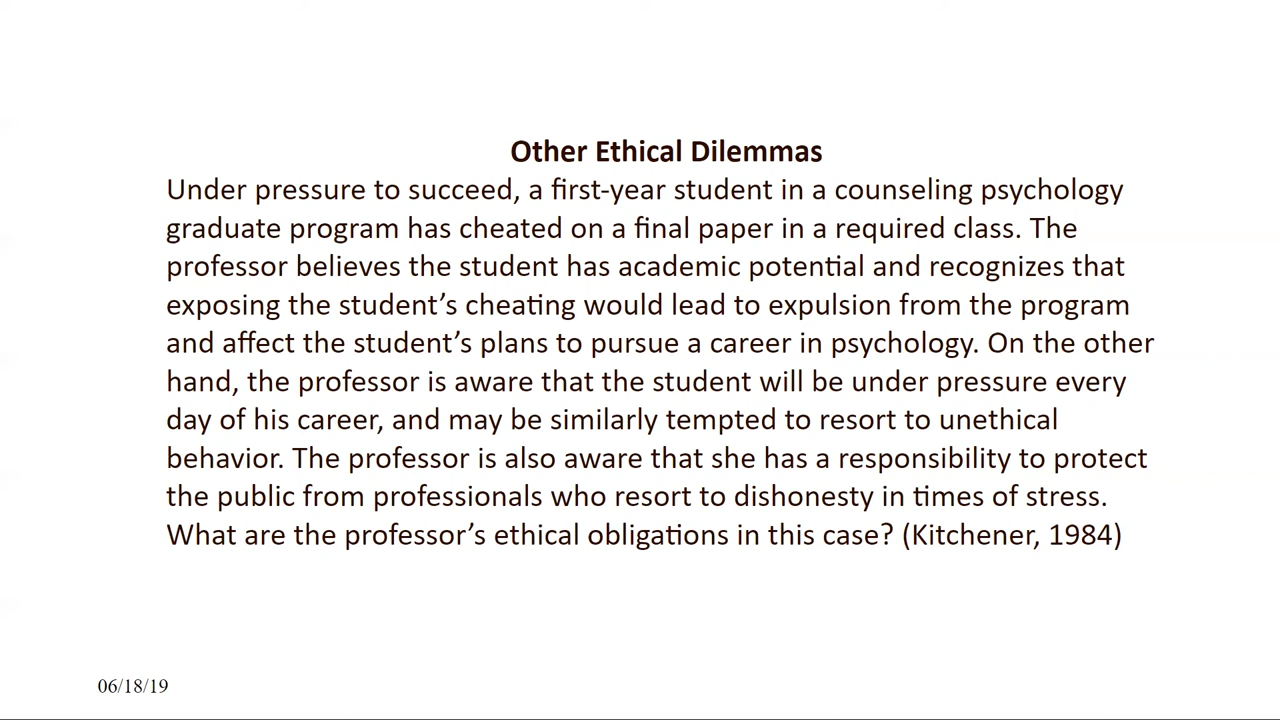 Other Ethical Dilemmas
Under pressure to succeed, a first-year student in a counseling psychology
graduate program has cheated on a final paper in a required class. The
professor believes the student has academic potential and recognizes that
exposing the student’s cheating would lead to expulsion from the program
and affect the student’s plans to pursue a career in psychology. On the other
hand, the professor is aware that the student will be under pressure every
day of his career, and may be similarly tempted to resort to unethical
behavior. The professor is also aware that she has a responsibility to protect
the public from professionals who resort to dishonesty in times of stress.
What are the professor’s ethical obligations in this case? (Kitchener, 1984)
06/18/19